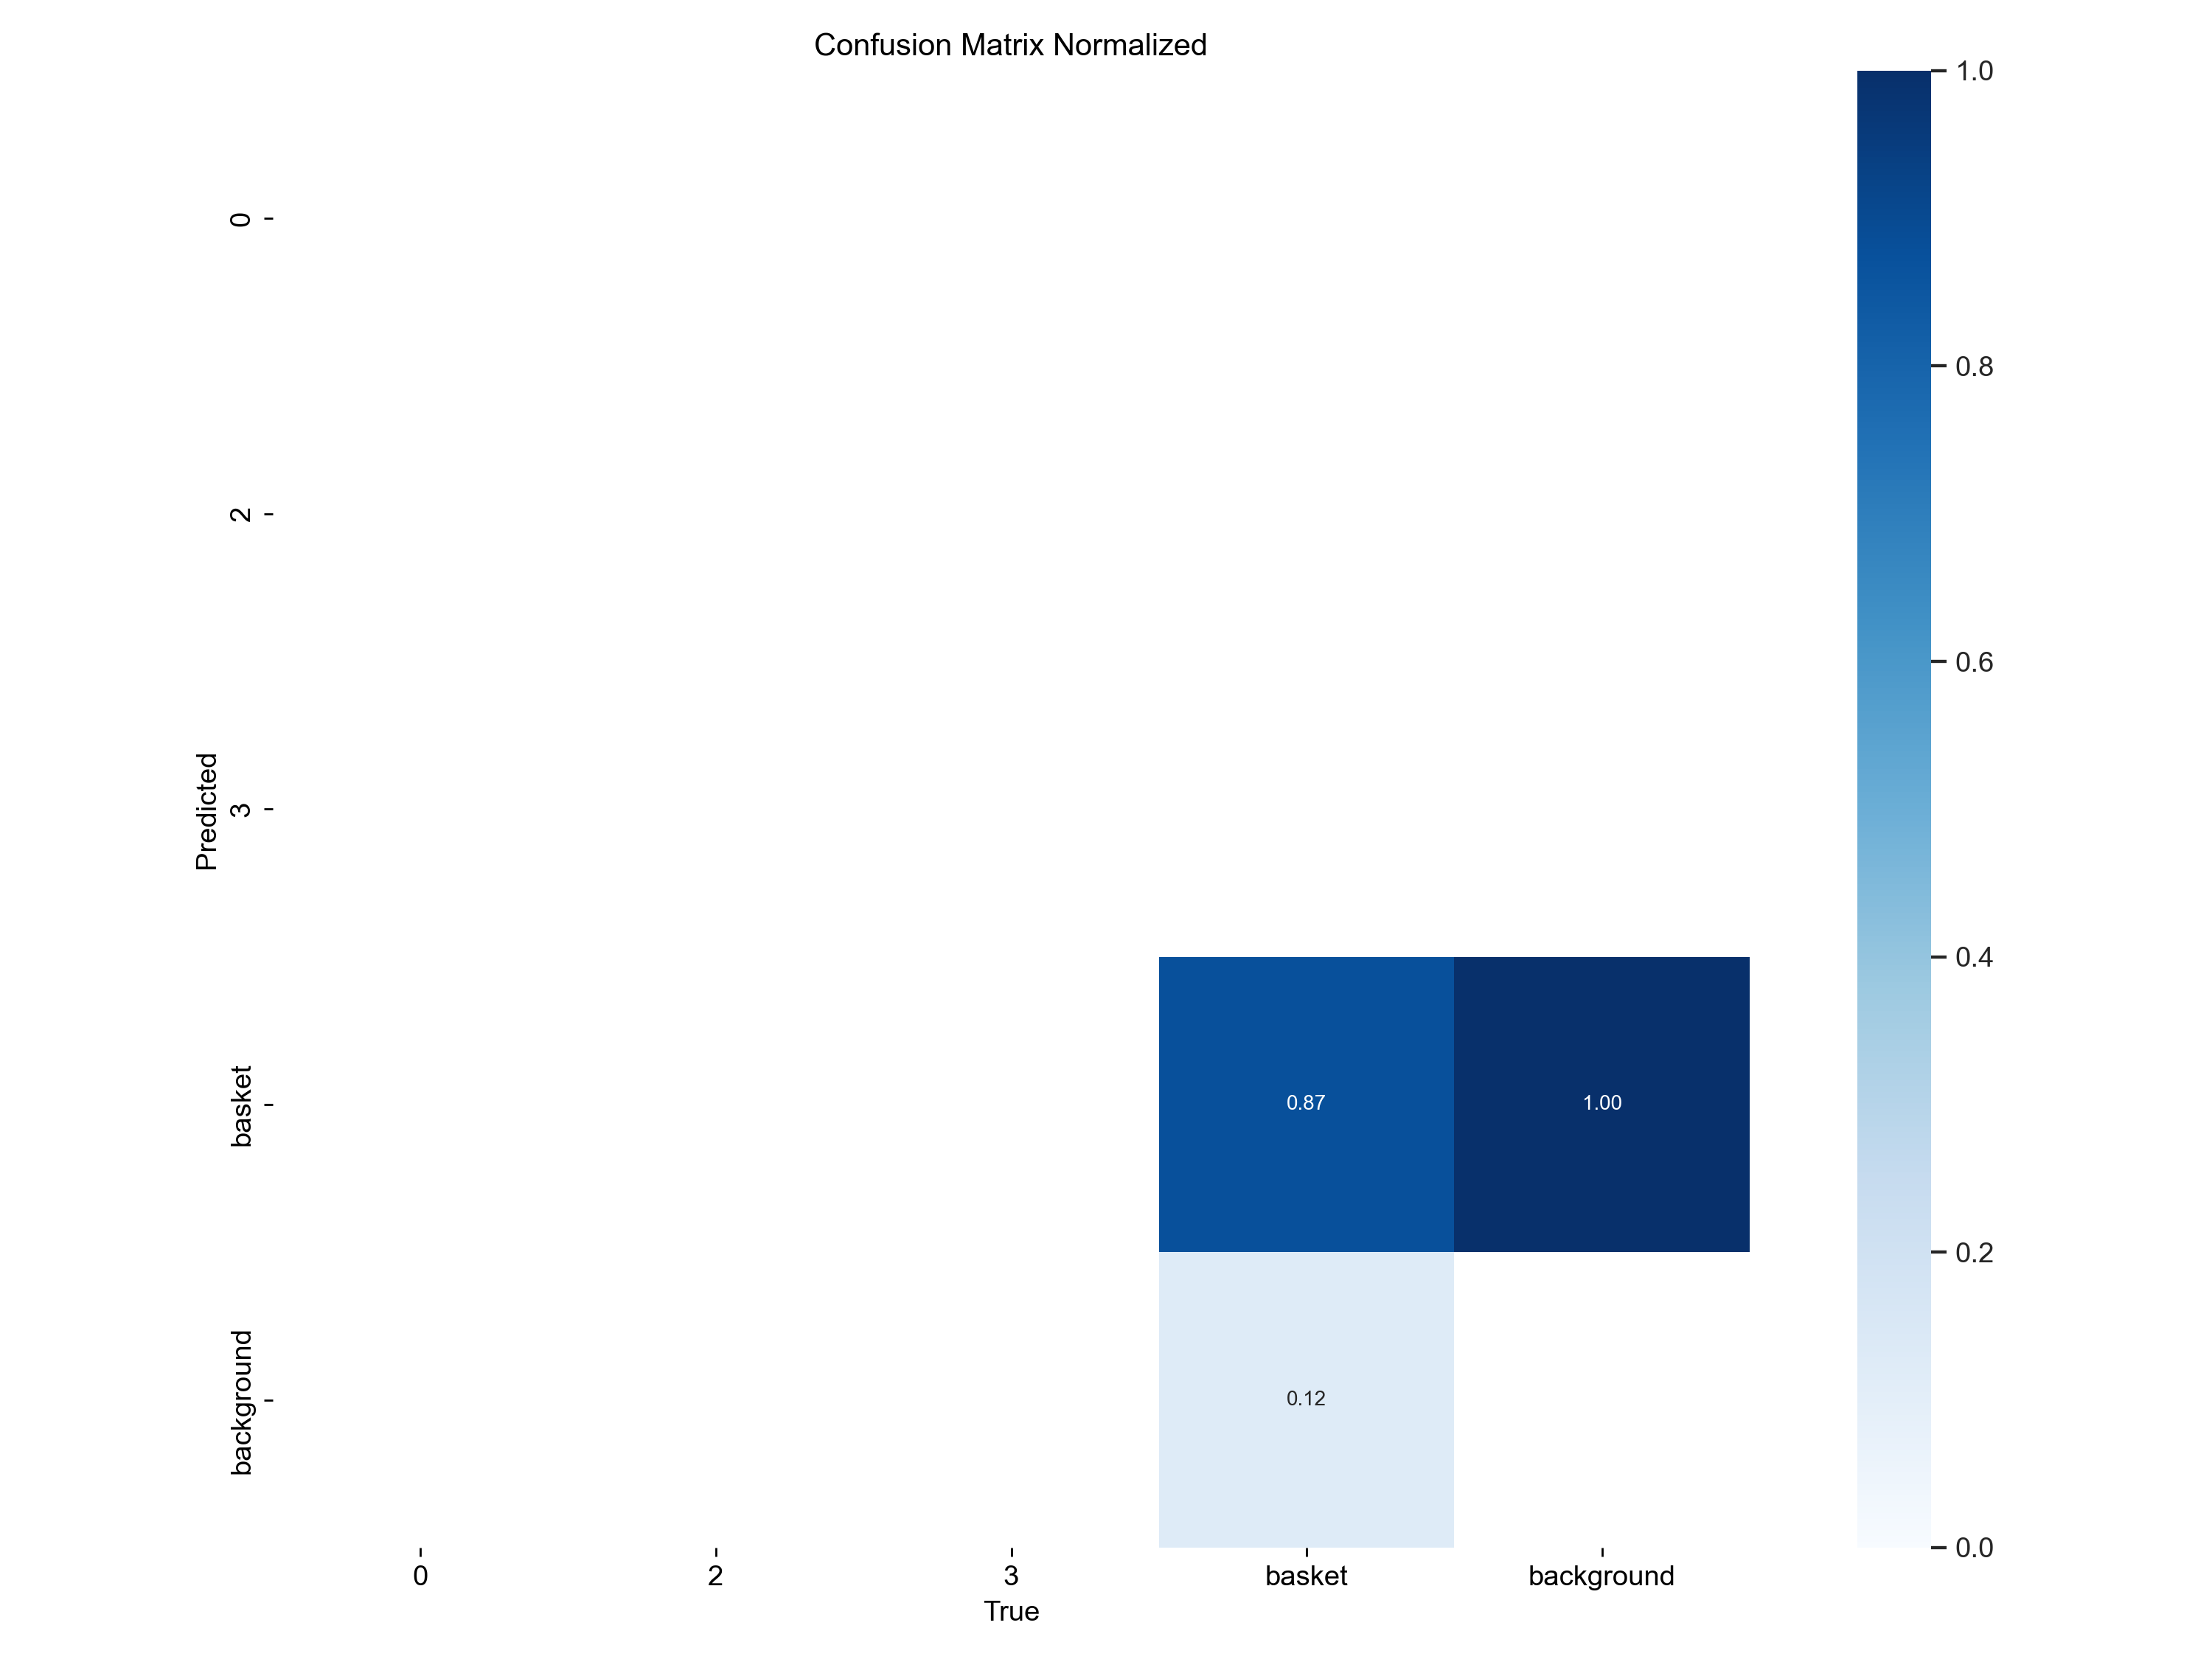 Confusion Matrix Normalized
1.0
0
0.8
2
0.6
Predicted
3
0.4
basket
0.87
1.00
0.2
background
0.12
0.0
0
2
3
basket
background
True